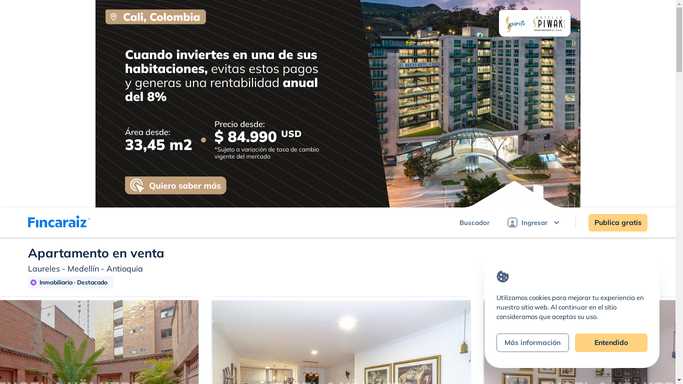 Cali, Colombia
Cuando inviertes en una de sus
habitaciones, evitas estos pagos
y generas una rentabilidad anual
del 8%
Área desde:
33,45 m2
Precio desde:
$ 84.990 USD
*Sujeto a variación de tasa de cambio
vigente del mercado
Quiero saber más
PIWAK
Fincaraiz
Buscador
Ingresar
Publica gratis
Apartamento en venta
Laureles - Medellín - Antioquia
Inmobiliaria - Destacado
Utilizamos cookies para mejorar tu experiencia en
nuestro sitio web. Al continuar en el sitio
consideramos que aceptas su uso.
Más información
Entendido